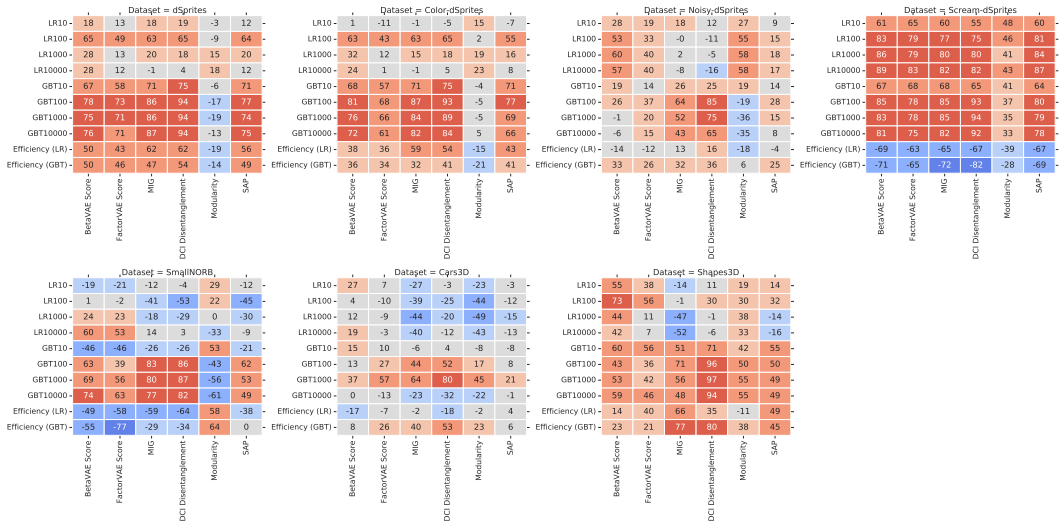 Dataset = dSprites
LR10 18 13 18 19 -3 12
LR100 65 49 63 65 -9 64
LR1000 28 13 20 18 15 20
LR10000 28 12 -1 4 18 12
GBT10 67 58 71 75 -6 71
GBT100 78 73 86 94 -17 77
GBT1000 75 71 86 94 -19 74
GBT10000 76 71 87 94 -13 75
Efficiency (LR) 50 43 62 62 -19 56
Efficiency (GBT) 50 46 47 54 -14 49
BetaVAE Score
FactorVAE Score
MIG
DCI Disentanglement
Modularity
SAP
Dataset = Color-dSprites
LR10 1 -11 -1 -5 15 -7
LR100 63 43 63 65 2 55
LR1000 32 12 15 18 19 16
LR10000 24 1 -1 5 23 8
GBT10 68 57 71 75 -4 71
GBT100 81 68 87 93 -5 77
GBT1000 76 66 84 89 -5 69
GBT10000 72 61 82 84 5 66
Efficiency (LR) 38 36 59 54 -15 43
Efficiency (GBT) 36 34 32 41 -21 41
BetaVAE Score
FactorVAE Score
MIG
DCI Disentanglement
Modularity
SAP
Dataset = Noisy-dSprites
LR10 28 19 18 12 27 9
LR100 53 33 -0 -11 55 15
LR1000 60 40 2 -5 58 18
LR10000 57 40 -8 -16 58 17
GBT10 19 14 26 25 19 14
GBT100 26 37 64 85 -19 28
GBT1000 -1 20 52 75 -36 15
GBT10000 -6 15 43 65 -35 8
Efficiency (LR) -14 -12 13 16 -18 -4
Efficiency (GBT) 33 26 32 36 6 25
BetaVAE Score
FactorVAE Score
MIG
DCI Disentanglement
Modularity
SAP
Dataset = Scream-dSprites
LR10 61 65 60 55 48 60
LR100 83 79 77 75 46 81
LR1000 86 79 80 80 41 84
LR10000 89 83 82 82 43 87
GBT10 67 68 68 65 41 64
GBT100 85 78 85 93 37 80
GBT1000 83 78 85 94 35 79
GBT10000 81 75 82 92 33 78
Efficiency (LR) -69 -63 -65 -67 -39 -67
Efficiency (GBT) -71 -65 -72 -82 -28 -69
BetaVAE Score
FactorVAE Score
MIG
DCI Disentanglement
Modularity
SAP
Dataset = SmallNORB
LR10 -19 -21 -12 -4 29 -12
LR100 1 -2 -41 -53 22 -45
LR1000 24 23 -18 -29 0 -30
LR10000 60 53 14 3 -33 -9
GBT10 -46 -46 -26 -26 53 -21
GBT100 63 39 83 86 -43 62
GBT1000 69 56 80 87 -56 53
GBT10000 74 63 77 82 -61 49
Efficiency (LR) -49 -58 -59 -64 58 -38
Efficiency (GBT) -55 -77 -29 -34 64 0
BetaVAE Score
FactorVAE Score
MIG
DCI Disentanglement
Modularity
SAP
Dataset = Cars3D
LR10 27 7 -27 -3 -23 -3
LR100 4 -10 -39 -25 -44 -12
LR1000 12 -9 -44 -20 -49 -15
LR10000 19 -3 -40 -12 -43 -13
GBT10 15 10 -6 -4 -8 -8
GBT100 13 27 44 52 17 8
GBT1000 37 57 64 80 45 21
GBT10000 0 -13 -23 -32 -22 -1
Efficiency (LR) -17 -7 -2 -18 -2 4
Efficiency (GBT) 8 26 40 53 23 6
BetaVAE Score
FactorVAE Score
MIG
DCI Disentanglement
Modularity
SAP
Dataset = Shapes3D
LR10 55 38 -14 11 19 14
LR100 73 56 -1 30 30 32
LR1000 44 11 -47 -1 38 -14
LR10000 42 7 -52 -6 33 -16
GBT10 60 56 51 71 42 55
GBT100 43 36 71 96 50 50
GBT1000 53 42 56 97 55 49
GBT10000 59 46 48 94 55 49
Efficiency (LR) 14 40 66 35 -11 49
Efficiency (GBT) 23 21 77 80 38 45
BetaVAE Score
FactorVAE Score
MIG
DCI Disentanglement
Modularity
SAP